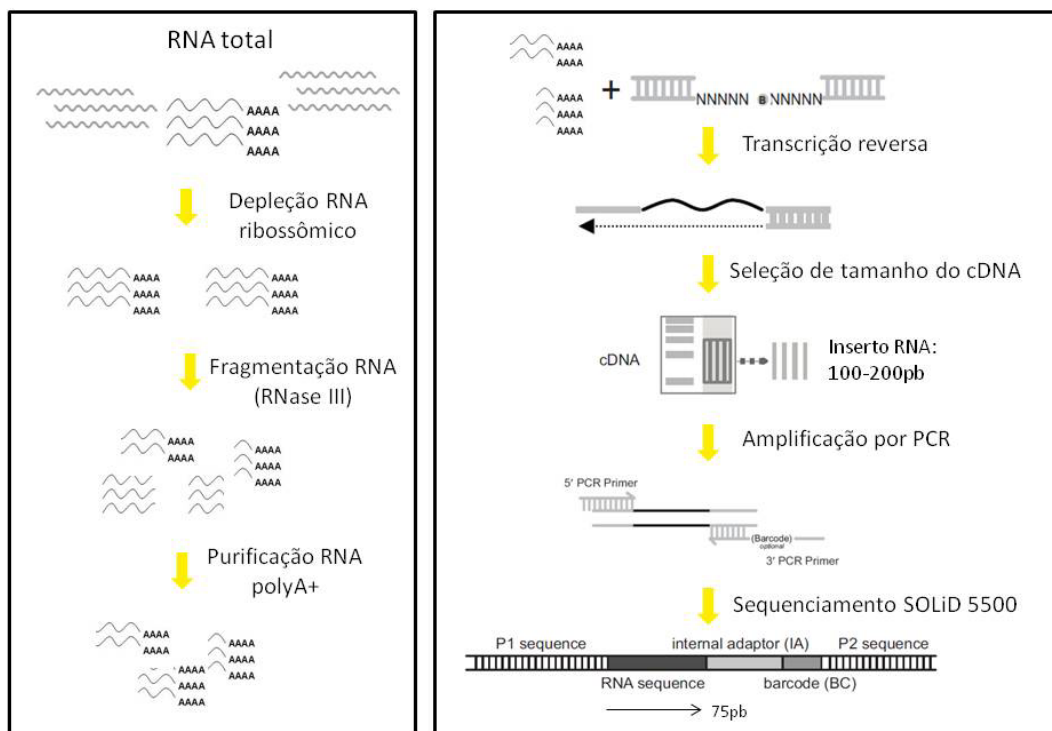 RNA total
AAAA
AAAA
AAAA
Depleção RNA
ribossômico
AAAA
AAAA
AAAA
AAAA
AAAA
AAAA
Fragmentação RNA
(RNase III)
AAAA
AAAA
AAAA
AAAA
AAAA
Purificação RNA
polyA+
AAAA
AAAA
AAAA
AAAA
AAAA
AAAA
AAAA
AAAA
AAAA
AAAA
AAAA
AAAA
AAAA
+
NNNNN B NNNNN
Transcrição reversa
Seleção de tamanho do cDNA
cDNA
Inserto RNA:
100-200pb
Amplificação por PCR
5' PCR Primer
(Barcode)
optional
3' PCR Primer
Sequenciamento SOLiD 5500
P1 sequence internal adaptor (IA) P2 sequence
RNA sequence barcode (BC)
75pb